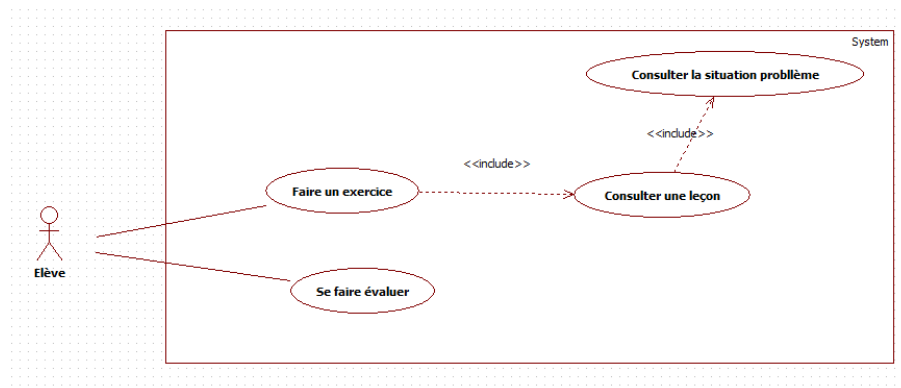 System
Consulter la situation probllème
<<include>>
<<include>>
Faire un exercice
Consulter une leçon
Elève
Se faire évaluer